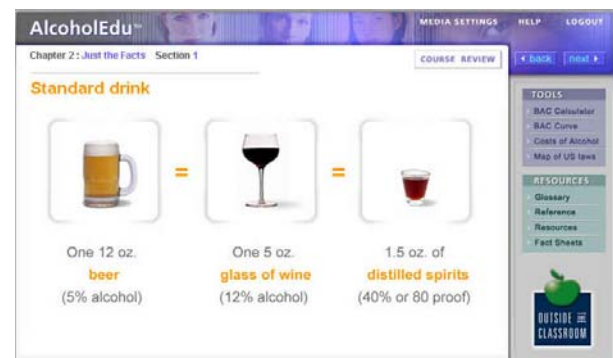 AlcoholEdu™
MEDIA SETTINGS HELP LOGOUT
Chapter 2 : Just the Facts Section 1
COURSE REVIEW
back next
Standard drink
TOOLS
BAC Calculator
BAC Curve
Costs of Alcohol
Map of US laws
RESOURCES
Glossary
Reference
Resources
Fact Sheets
= =
One 12 oz.
beer
(5% alcohol)
One 5 oz.
glass of wine
(12% alcohol)
1.5 oz. of
distilled spirits
(40% or 80 proof)
OUTSIDE THE
CLASSROOM